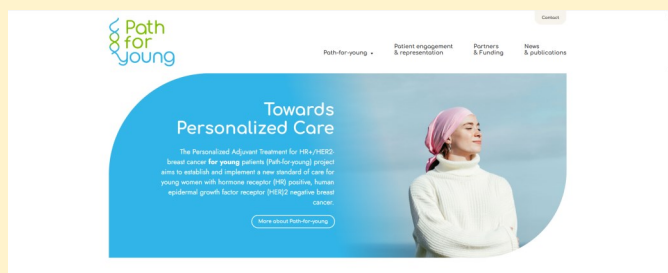 Contact
Path
for
young
Path-for-young
Patient engagement
& representation
Partners
& Funding
News
& publications
Towards
Personalized Care
The Personalized Adjuvant Treatment for HR+/HER2-
breast cancer for young patients (Path-for-young) project
aims to establish and implement a new standard of care for
young women with hormone receptor (HR) positive, human
epidermal growth factor receptor (HER)2 negative breast
cancer.
More about Path-for-young